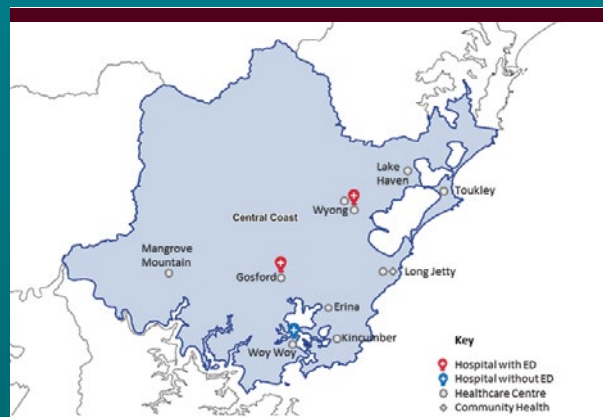 Lake
Haven
Toukley
Wyong
Central Coast
Mangrove
Mountain
Gosford
Long Jetty
Erina
Kincumber
Woy Woy
Key
Hospital with ED
Hospital without ED
Healthcare Centre
Community Health